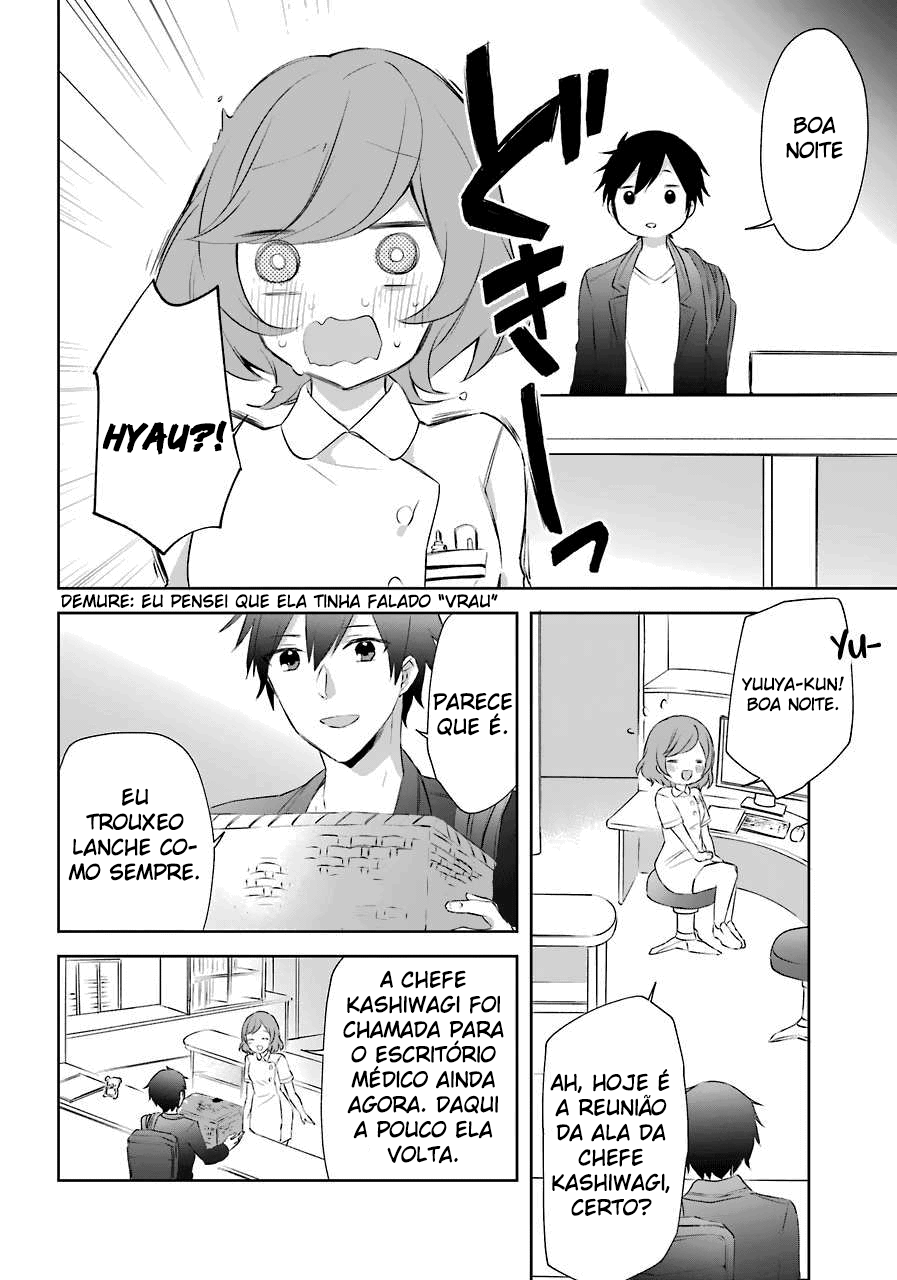 BOA
NOITE
どきーっ
HYAU?!
DEMURE: EU PENSEI QUE ELA TINHA FALADO "VRAU"
YU-
YUUYA-KUN!
BOA NOITE.
AH, HOJE É
A REUNIÃO
DA ALA DA
CHEFE
KASHIWAGI,
CERTO?
PARECE
QUE É.
EU
TROUXEO
LANCHE CO-
MO SEMPRE.
A CHEFE
KASHIWAGI FOI
CHAMADA PARA
O ESCRITÓRIO
MÉDICO AINDA
AGORA. DAQUI
A POUCO ELA
VOLTA.